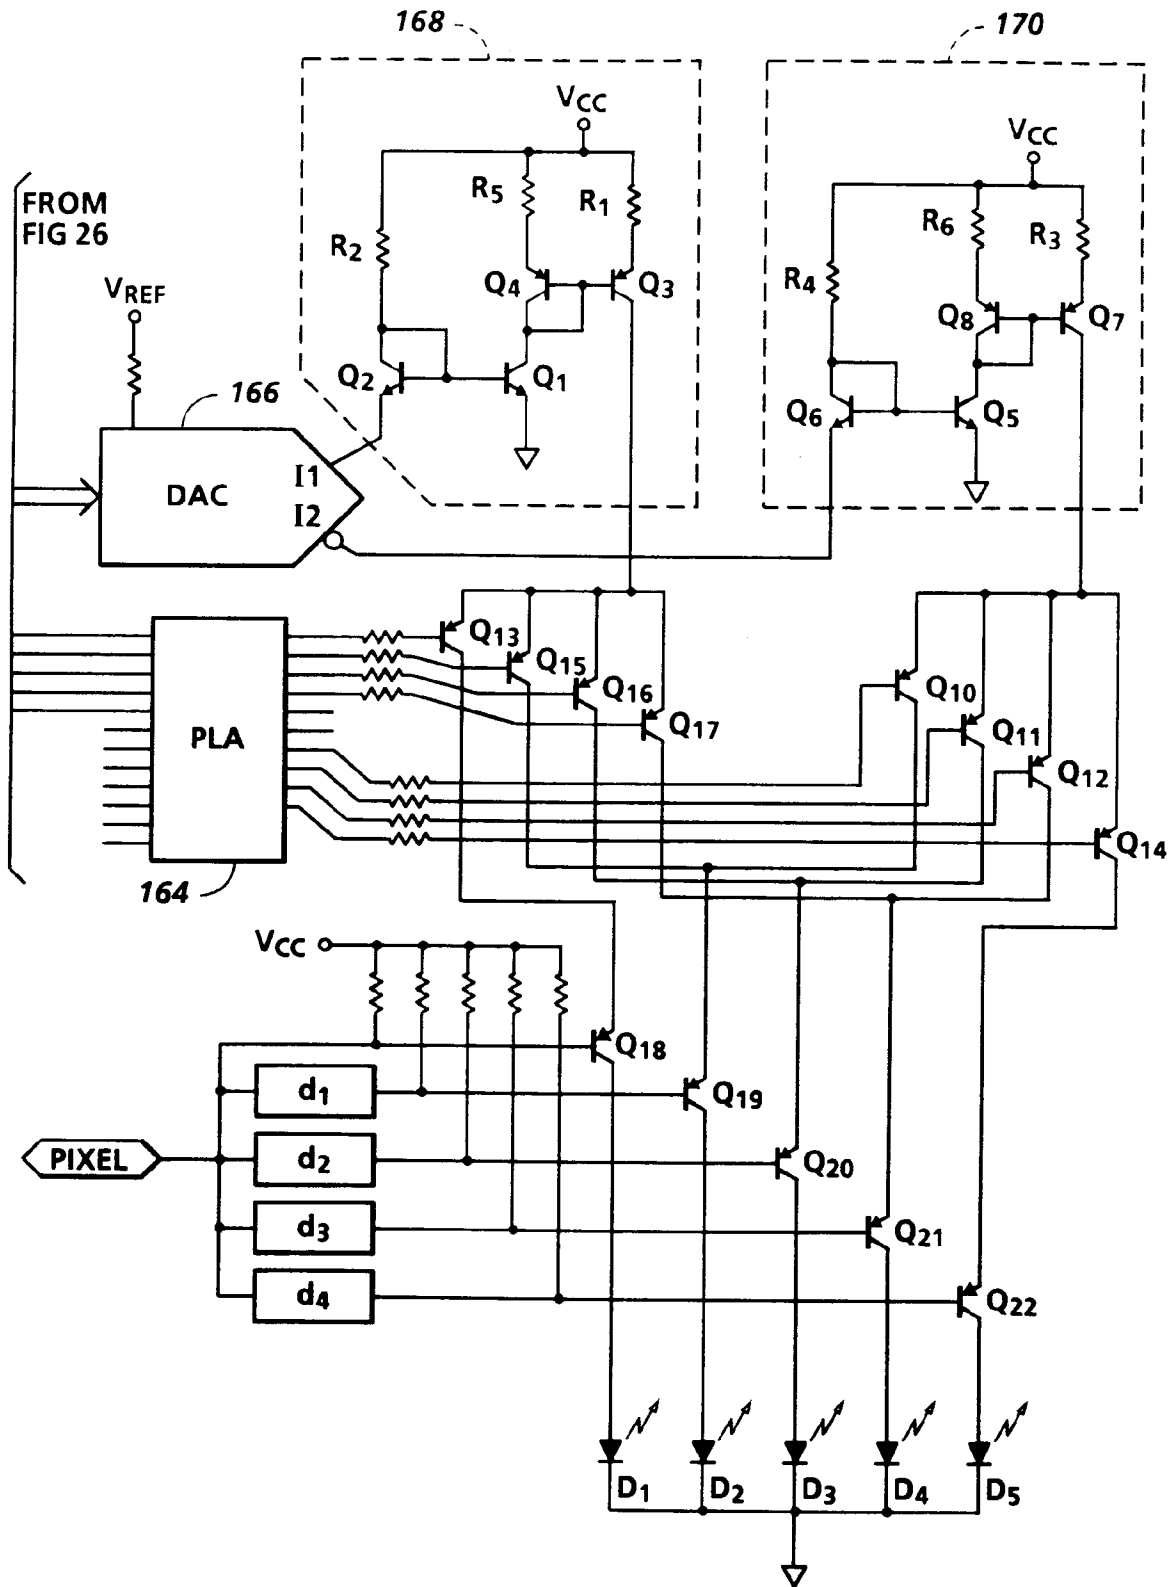 168
170
VCC
VCC
FROM
FIG 26
R5
R1
R2
R6
R3
R4
VREF
Q4
Q3
Q8
Q7
Q2
Q1
Q6
Q5
166
DAC
I1
I2
Q13
Q15
Q16
Q17
Q10
Q11
Q12
Q14
PLA
164
VCC
Q18
d1
Q19
PIXEL
d2
Q20
d3
Q21
d4
Q22
D1
D2
D3
D4
D5